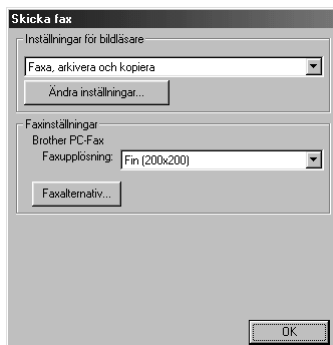 Skicka fax
Inställningar för bildläsare
Faxa, arkivera och kopiera
Ändra inställningar...
Faxinställningar
Brother PC-Fax
Faxupplösning: Fin (200x200)
Faxalternativ...
OK